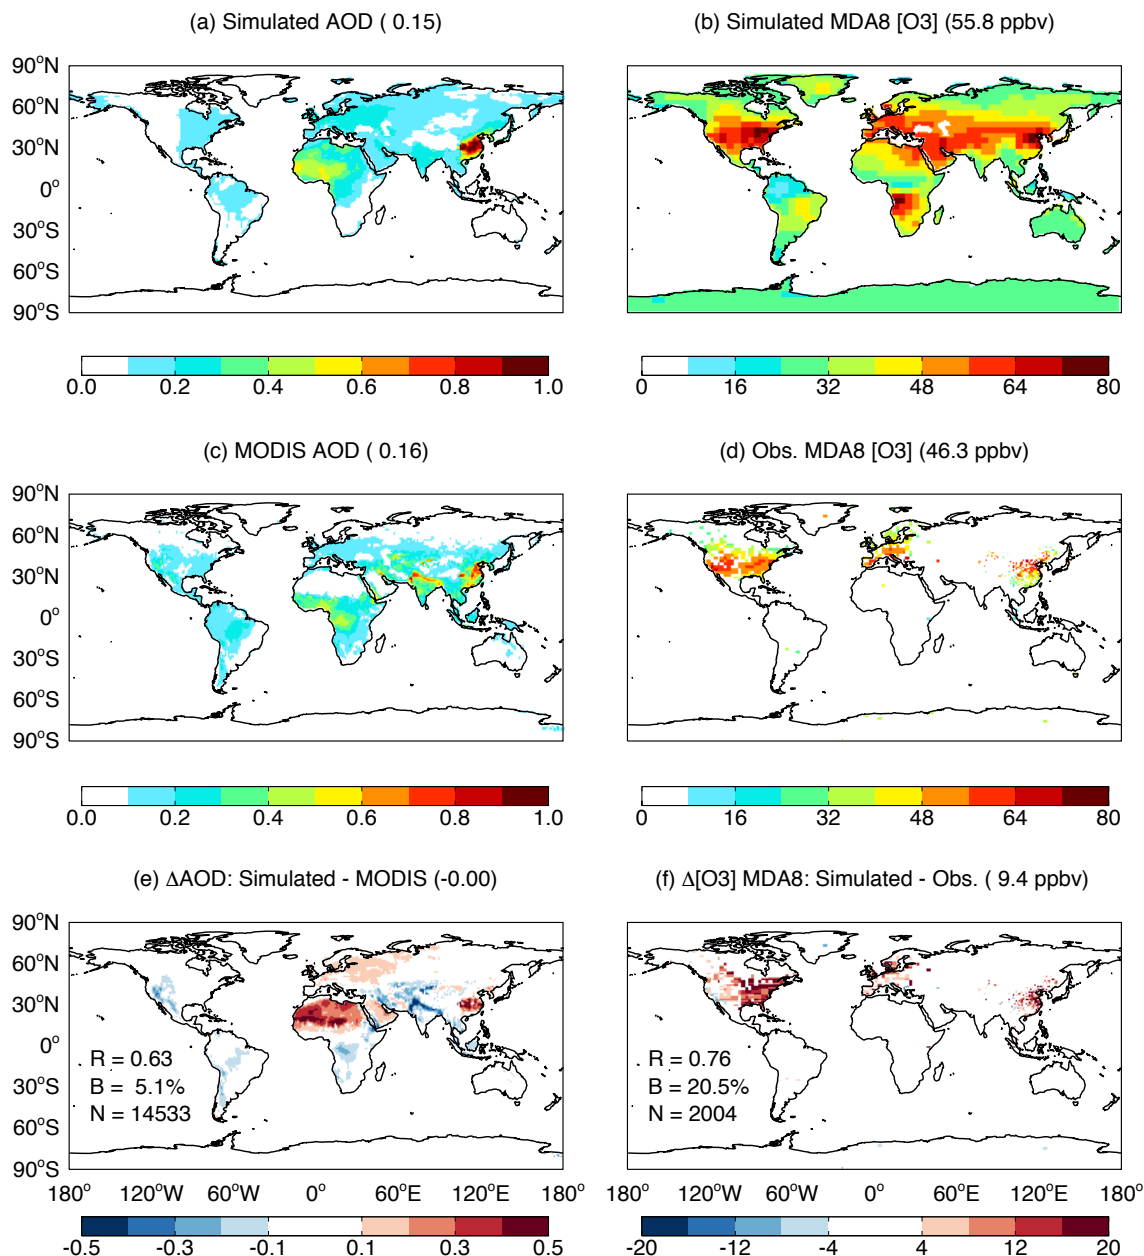 (a) Simulated AOD ( 0.15)
(b) Simulated MDA8 [O3] (55.8 ppbv)
90°N
60°N
30°N
0°
30°S
60°S
90°S
0.0 0.2 0.4 0.6 0.8 1.0
0 16 32 48 64 80
(c) MODIS AOD ( 0.16)
(d) Obs. MDA8 [O3] (46.3 ppbv)
90°N
60°N
30°N
0°
30°S
60°S
90°S
0.0 0.2 0.4 0.6 0.8 1.0
0 16 32 48 64 80
(e) ΔAOD: Simulated - MODIS (-0.00)
(f) Δ[O3] MDA8: Simulated - Obs. ( 9.4 ppbv)
90°N
60°N
30°N
0°
30°S
60°S
90°S
R = 0.63
B = 5.1%
N = 14533
R = 0.76
B = 20.5%
N = 2004
180° 120°W 60°W 0° 60°E 120°E 180°
180° 120°W 60°W 0° 60°E 120°E 180°
-0.5 -0.3 -0.1 0.1 0.3 0.5
-20 -12 -4 4 12 20